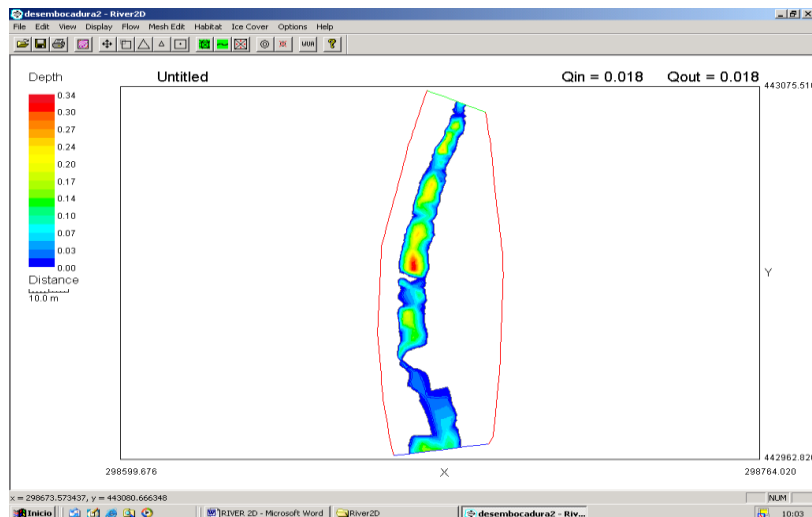 desembocadura2 - River2D
File Edit View Display Flow Mesh Edit Habitat Ice Cover Options Help
WUA
?
Depth
Untitled
Qin = 0.018 Qout = 0.018
0.34
0.30
0.27
0.24
0.20
0.17
0.14
0.10
0.07
0.03
0.00
Distance
10.0 m
443075.510
Y
442962.820
298599.676
X
298764.020
x = 298673.573437, y = 443080.666348
NUM
Inicio
RIVER 2D - Microsoft Word
River2D
desembocadura2 - Riv...
10:03